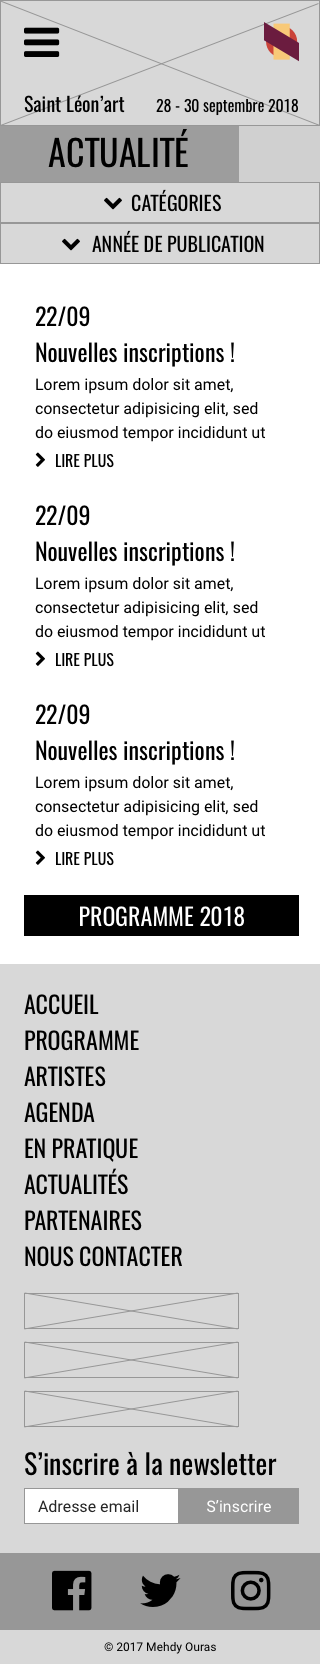 Saint Léon’art
28 - 30 septembre 2018
ACTUALITÉ
CATÉGORIES
ANNÉE DE PUBLICATION
22/09
Nouvelles inscriptions !
Lorem ipsum dolor sit amet,
consectetur adipisicing elit, sed
do eiusmod tempor incididunt ut
LIRE PLUS
22/09
Nouvelles inscriptions !
Lorem ipsum dolor sit amet,
consectetur adipisicing elit, sed
do eiusmod tempor incididunt ut
LIRE PLUS
22/09
Nouvelles inscriptions !
Lorem ipsum dolor sit amet,
consectetur adipisicing elit, sed
do eiusmod tempor incididunt ut
LIRE PLUS
PROGRAMME 2018
ACCUEIL
PROGRAMME
ARTISTES
AGENDA
EN PRATIQUE
ACTUALITÉS
PARTENAIRES
NOUS CONTACTER
S’inscrire à la newsletter
Adresse email
S’inscrire
© 2017 Mehdy Ouras